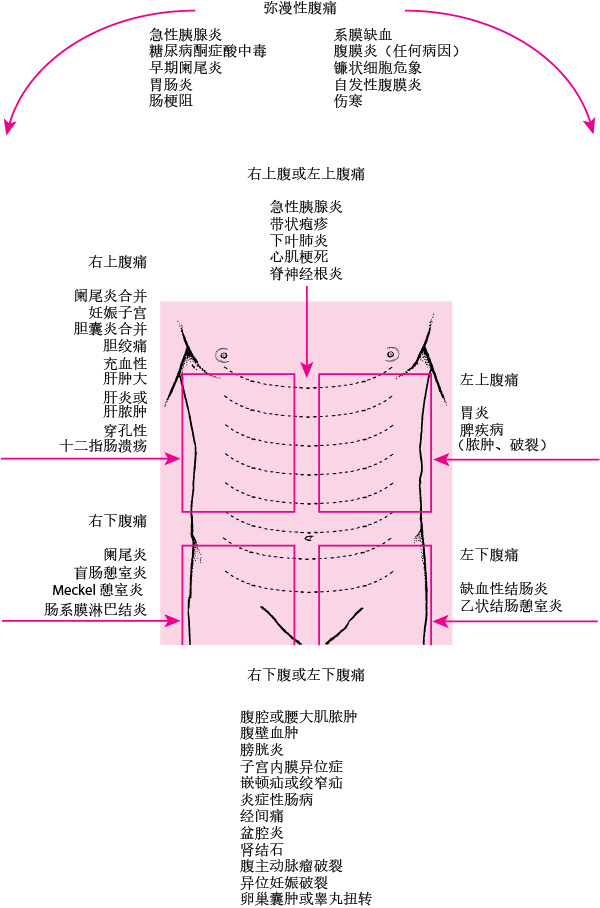 弥漫性腹痛
急性胰腺炎
糖尿病酮症酸中毒
早期阑尾炎
胃肠炎
肠梗阻
系膜缺血
腹膜炎（任何病因）
镰状细胞危象
自发性腹膜炎
伤寒
右上腹或左上腹痛
急性胰腺炎
带状疱疹
下叶肺炎
心肌梗死
脊神经根炎
右上腹痛
阑尾炎合并
妊娠子宫
胆囊炎合并
胆绞痛
充血性
肝肿大
肝炎或
肝脓肿
穿孔性
十二指肠溃疡
左上腹痛
胃炎
脾疾病
（脓肿、破裂）
右下腹痛
阑尾炎
盲肠憩室炎
Meckel 憩室炎
肠系膜淋巴结炎
左下腹痛
缺血性结肠炎
乙状结肠憩室炎
右下腹或左下腹痛
腹腔或腰大肌脓肿
腹壁血肿
膀胱炎
子宫内膜异位症
嵌顿疝或绞窄疝
炎症性肠病
经间痛
盆腔炎
肾结石
腹主动脉瘤破裂
异位妊娠破裂
卵巢囊肿或睾丸扭转